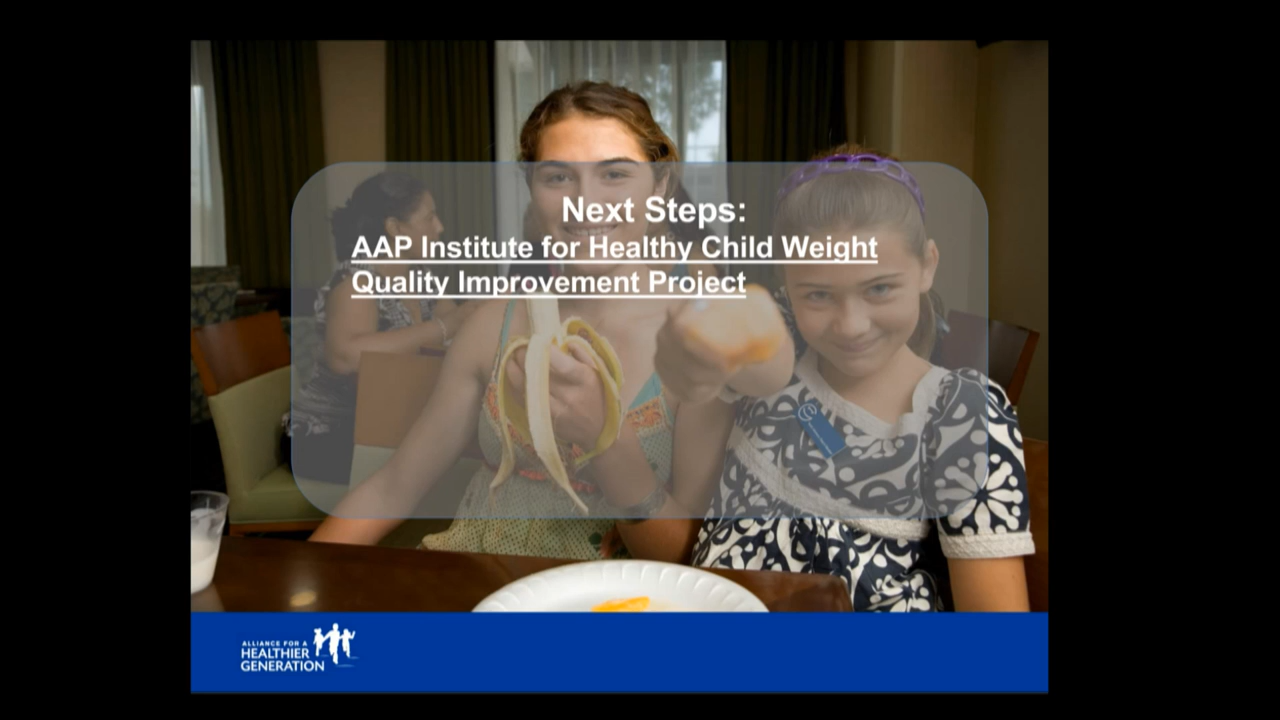 Next Steps:
AAP Institute for Healthy Child Weight
Quality Improvement Project
ALLIANCE FOR A
HEALTHIER
GENERATION